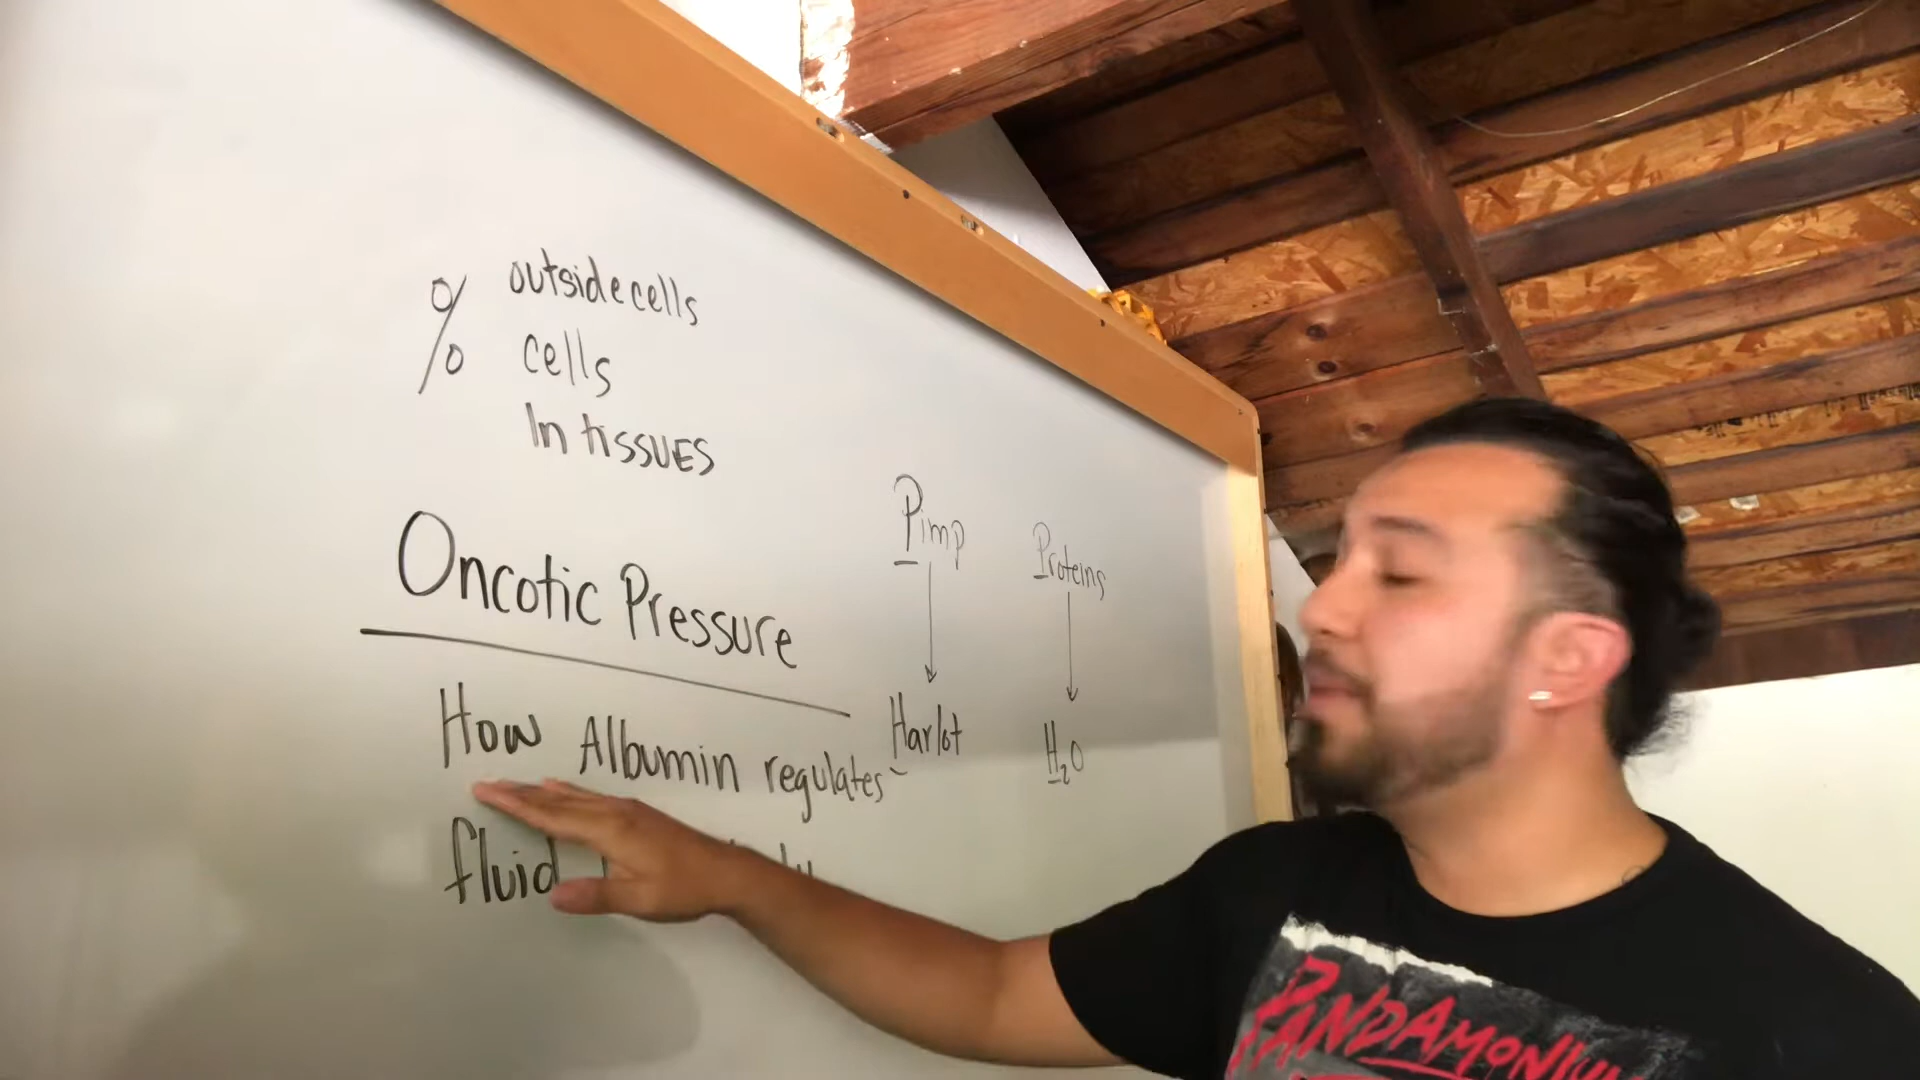 % outside cells
cells
In tissues
Oncotic Pressure
How Albumin regulates
fluid
Pimp
Harlot
Proteins
H₂O
PANDAMONIUM